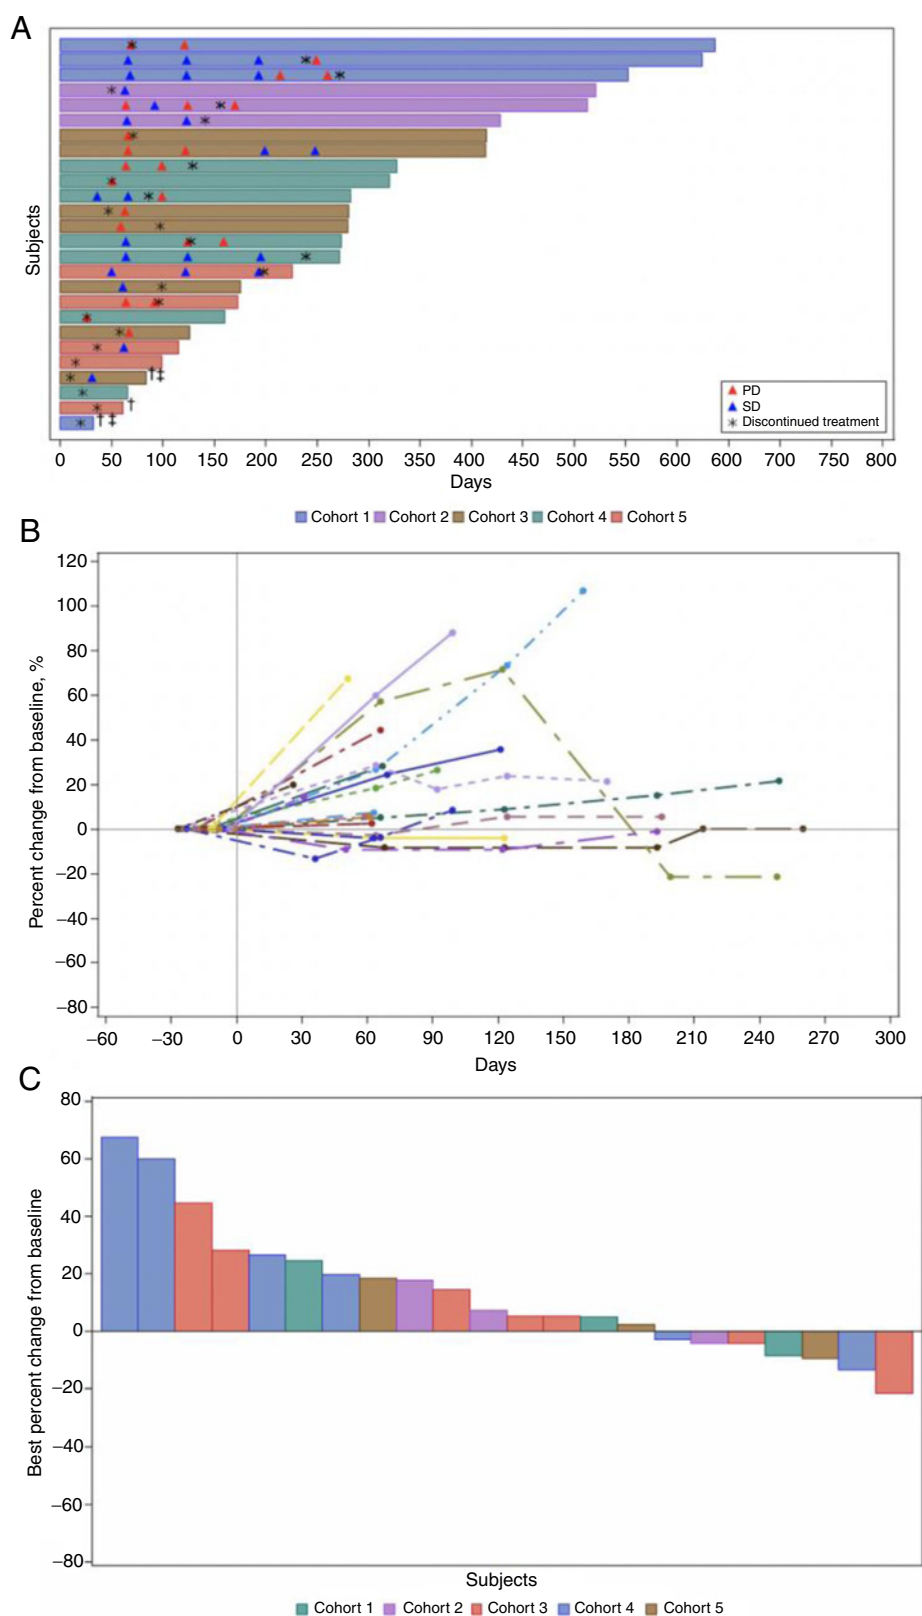 A
Subjects
† ‡
†
† ‡
PD
SD
Discontinued treatment
0 50 100 150 200 250 300 350 400 450 500 550 600 650 600 700 750 800
Days
Cohort 1 Cohort 2 Cohort 3 Cohort 4 Cohort 5
B
Percent change from baseline, %
120
100
80
60
40
20
0
−20
−40
−60
−80
−60 −30 0 30 60 90 120 150 180 210 240 270 300
Days
C
Best percent change from baseline
80
60
40
20
0
−20
−40
−60
−80
Subjects
Cohort 1 Cohort 2 Cohort 3 Cohort 4 Cohort 5